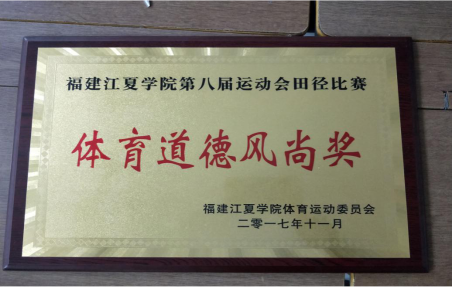 福建江夏学院第八届运动会田径比赛
体育道德风尚奖
福建江夏学院体育运动委员会
二零一七年十一月